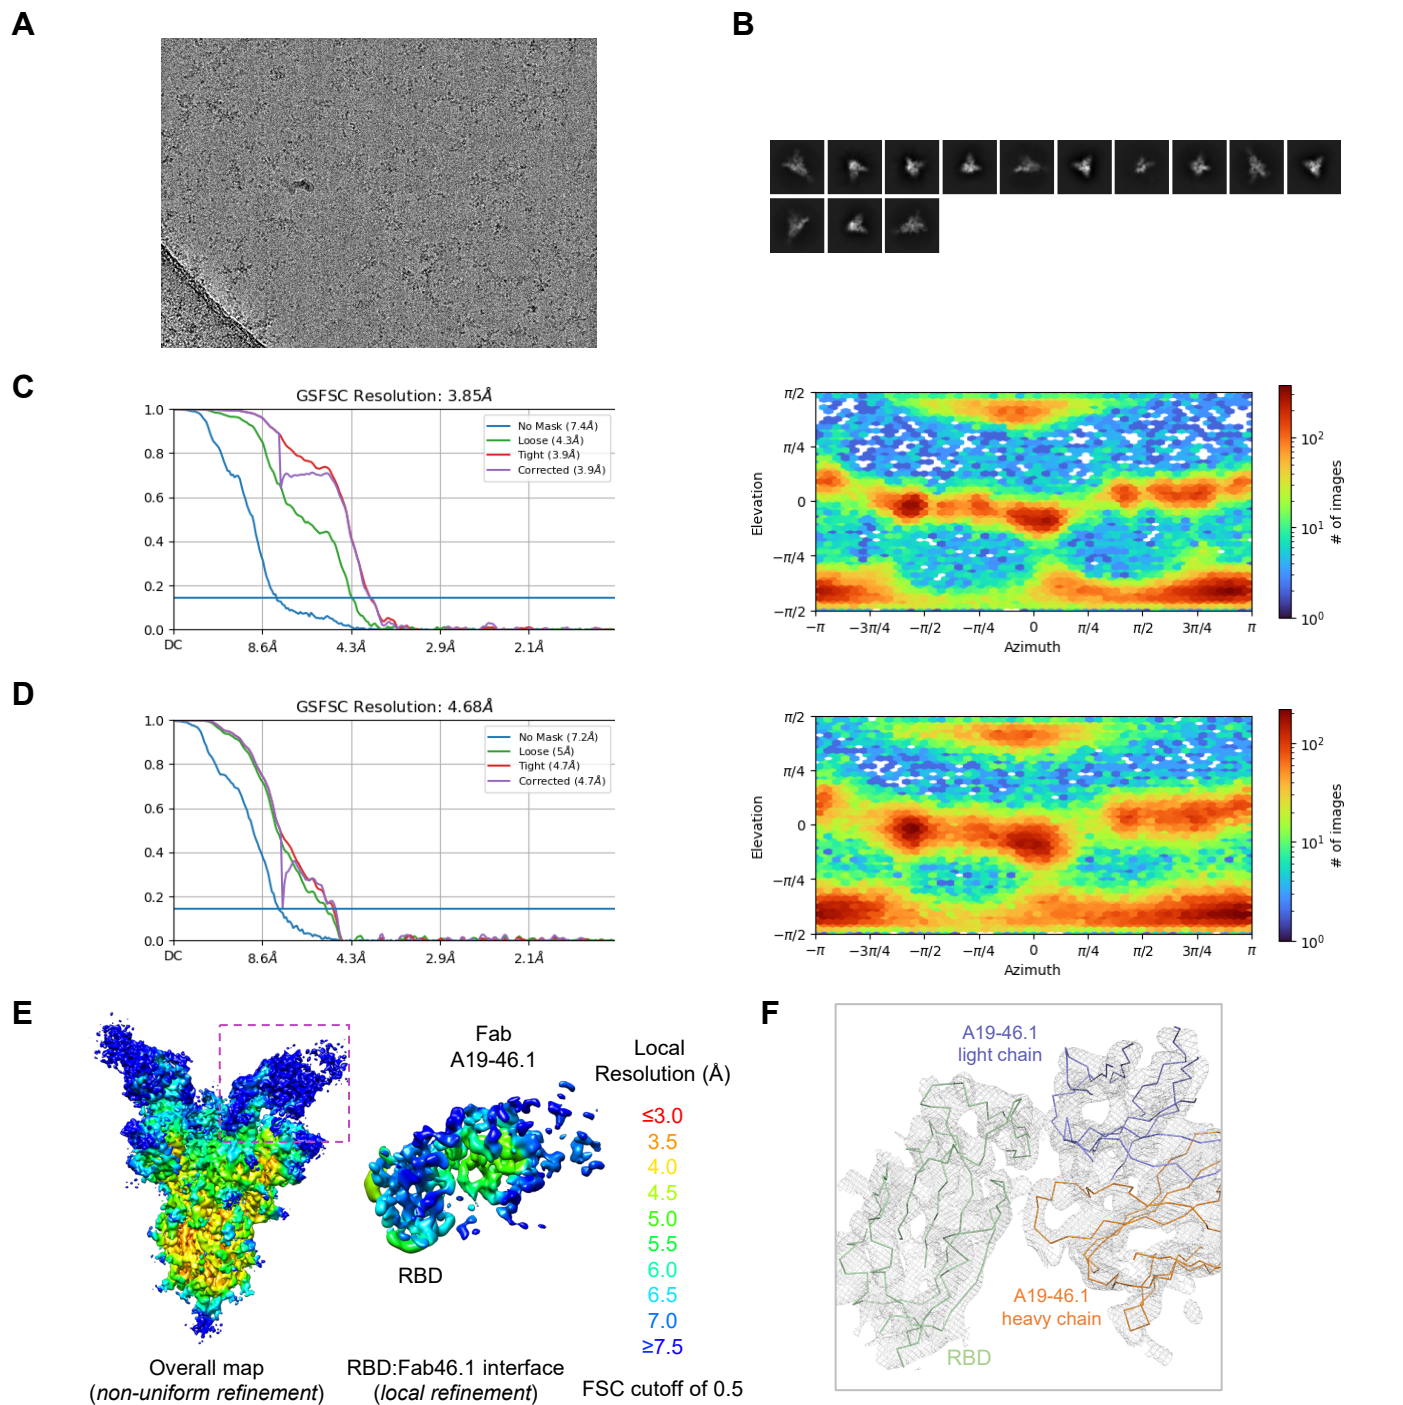 A
B
C
GSFSC Resolution: 3.85Å
1.0
0.8
0.6
0.4
0.2
0.0
DC
8.6Å
4.3Å
2.9Å
2.1Å
No Mask (7.4Å)
Loose (4.3Å)
Tight (3.9Å)
Corrected (3.9Å)
π/2
π/4
0
−π/4
−π/2
Elevation
−π
−3π/4
−π/2
−π/4
0
π/4
π/2
3π/4
π
Azimuth
10²
10¹
10⁰
# of images
D
GSFSC Resolution: 4.68Å
1.0
0.8
0.6
0.4
0.2
0.0
DC
8.6Å
4.3Å
2.9Å
2.1Å
No Mask (7.2Å)
Loose (5Å)
Tight (4.7Å)
Corrected (4.7Å)
π/2
π/4
0
−π/4
−π/2
Elevation
−π
−3π/4
−π/2
−π/4
0
π/4
π/2
3π/4
π
Azimuth
10²
10¹
10⁰
# of images
E
Fab
A19-46.1
RBD
Local
Resolution (Å)
≤3.0
3.5
4.0
4.5
5.0
5.5
6.0
6.5
7.0
≥7.5
FSC cutoff of 0.5
Overall map
(non-uniform refinement)
RBD:Fab46.1 interface
(local refinement)
F
A19-46.1
light chain
A19-46.1
heavy chain
RBD